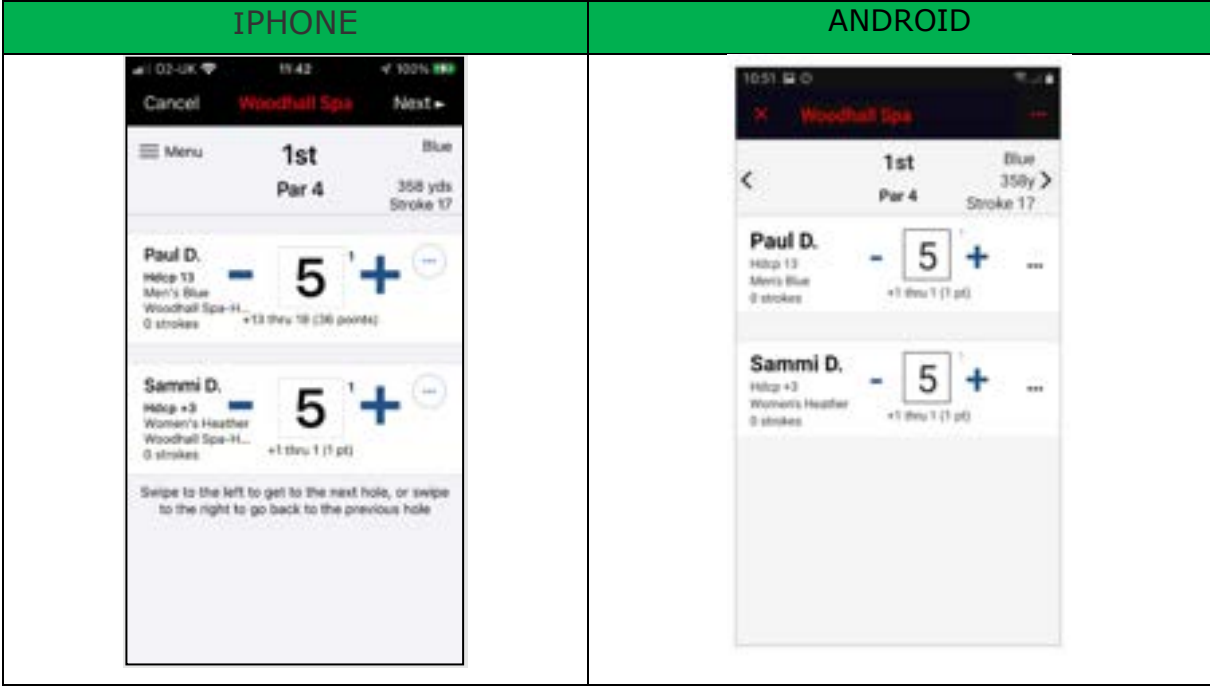 IPHONE
ANDROID
O2-UK 11:42 100%
Cancel Woodhall Spa Next
Menu 1st Blue
Par 4 358 yds
Stroke 17
Paul D.
Hdcp 13
Men's Blue
Woodhall Spa-H...
0 strokes
- 5 1 + ...
+13 thru 18 (36 points)
Sammi D.
Hdcp +3
Women's Heather
Woodhall Spa-H...
0 strokes
- 5 1 + ...
+1 thru 1 (1 pt)
Swipe to the left to get to the next hole, or swipe
to the right to go back to the previous hole
10:51
× Woodhall Spa ...
< 1st Blue
Par 4 358y >
Stroke 17
Paul D.
Hdcp 13
Men's Blue
0 strokes
- 5 1 + ...
+1 thru 1 (1 pt)
Sammi D.
Hdcp +3
Women's Heather
0 strokes
- 5 1 + ...
+1 thru 1 (1 pt)